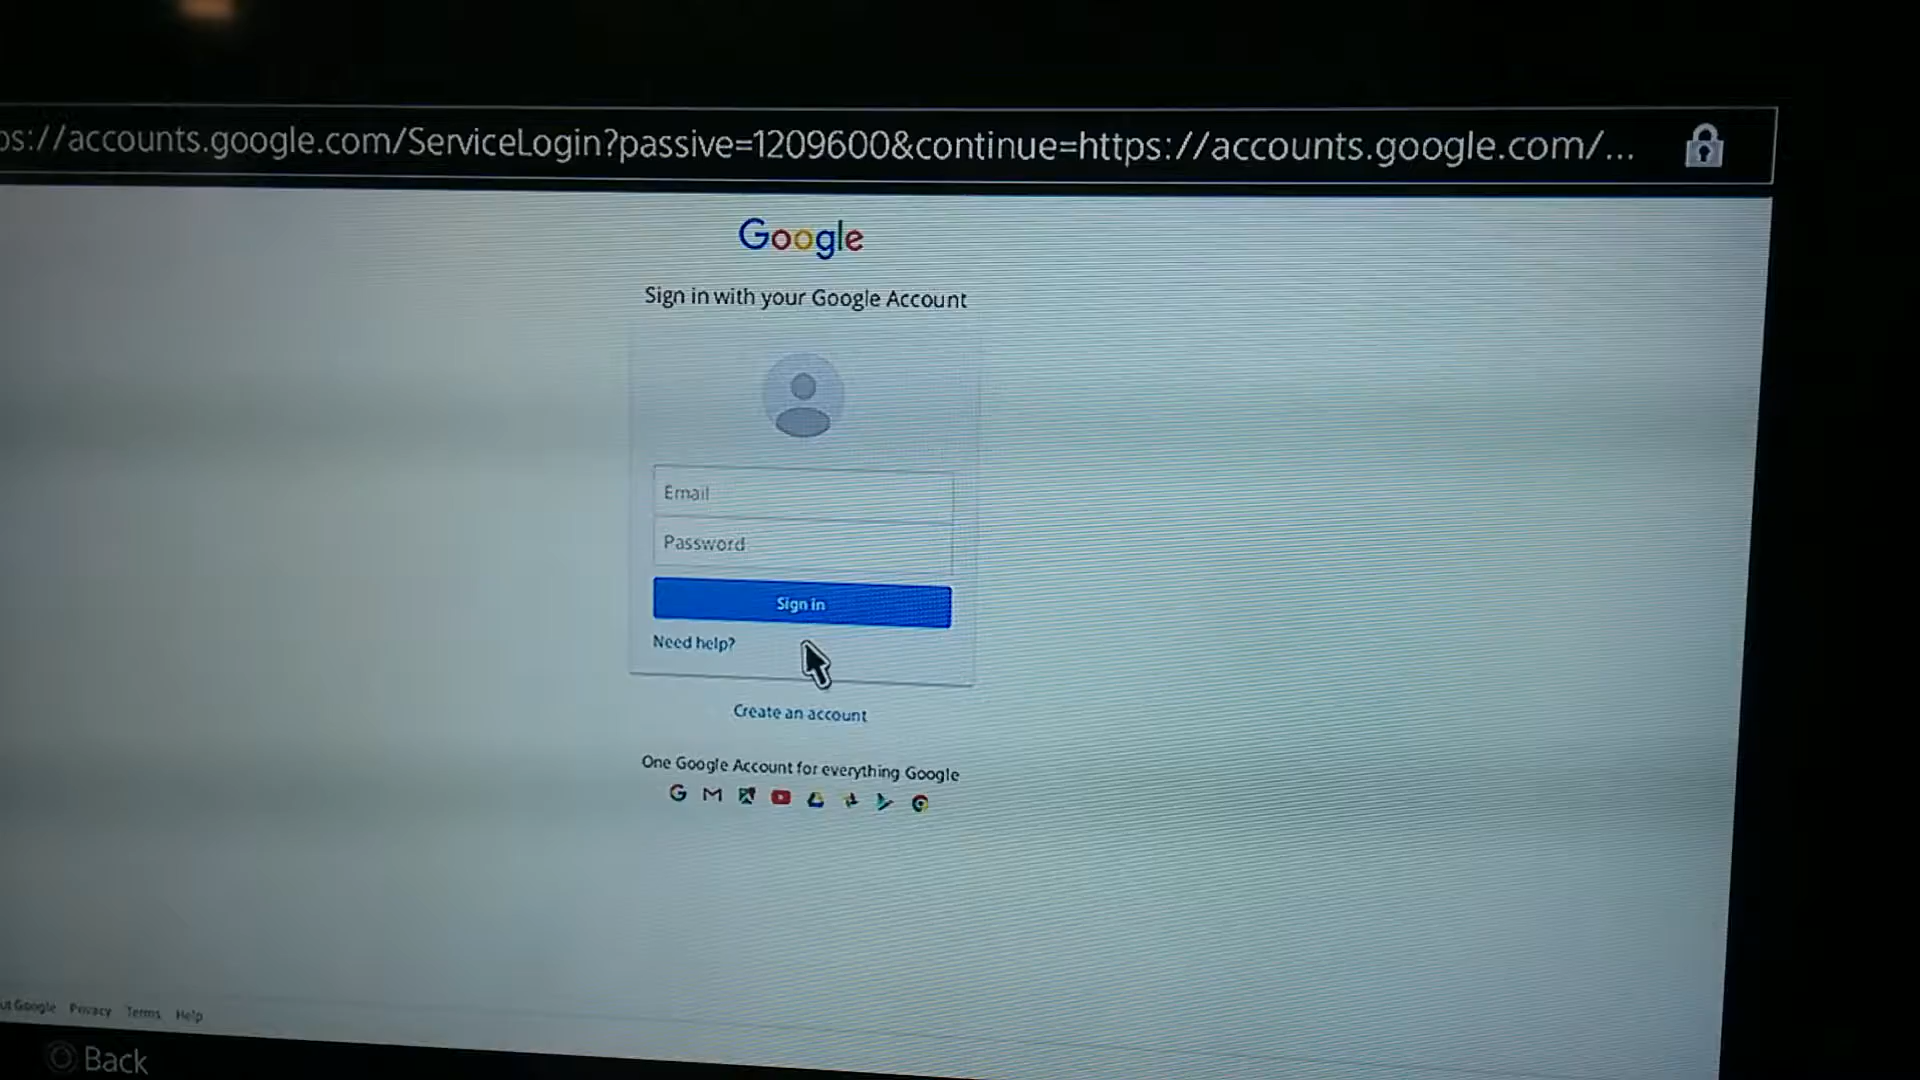 ps://accounts.google.com/ServiceLogin?passive=1209600&continue=https://accounts.google.com/...
Google
Sign in with your Google Account
Email
Password
Sign in
Need help?
Create an account
One Google Account for everything Google
ut Google Privacy Terms Help
Back